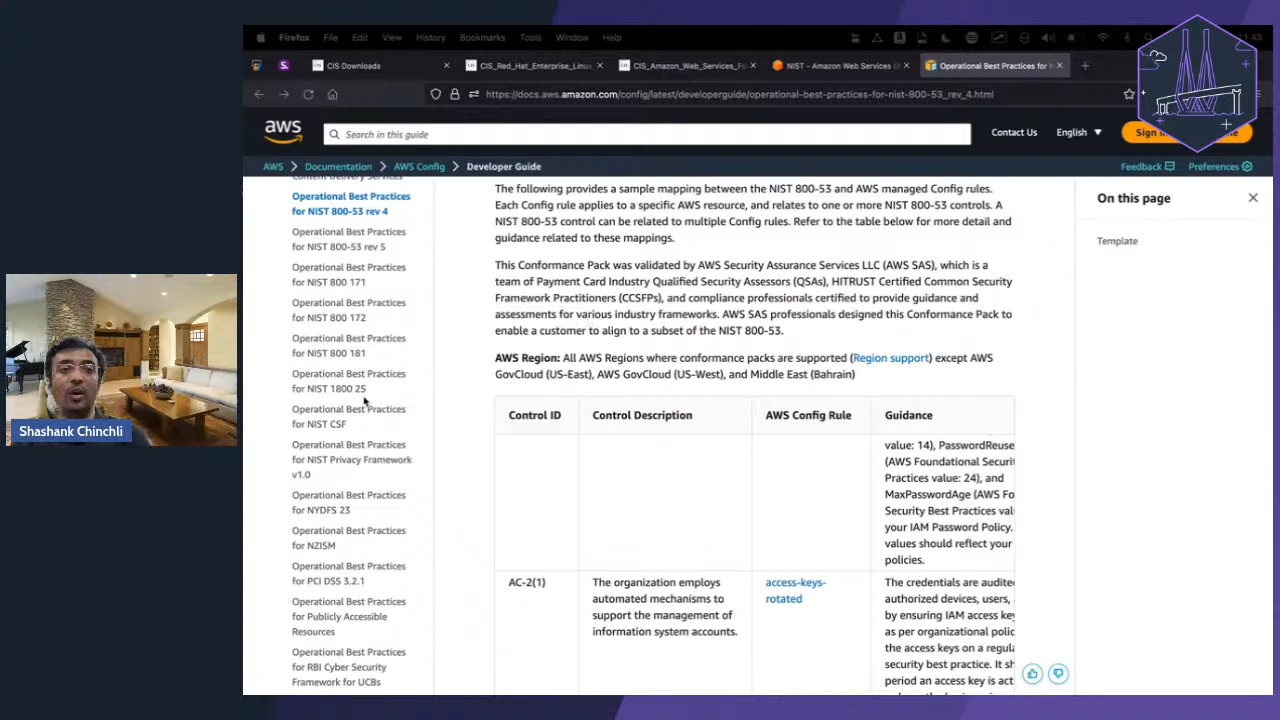 Firefox File Edit View History Bookmarks Tools Window Help
CIS Downloads
CIS_Red_Hat_Enterprise_Linux
CIS_Amazon_Web_Services_Fo
NIST - Amazon Web Services (
Operational Best Practices for N
https://docs.aws.amazon.com/config/latest/developerguide/operational-best-practices-for-nist-800-53_rev_4.html
aws
Search in this guide
Contact Us
English
Sign
AWS
Documentation
AWS Config
Developer Guide
Feedback
Preferences
Content Delivery Services
Operational Best Practices
for NIST 800-53 rev 4
Operational Best Practices
for NIST 800-53 rev 5
Operational Best Practices
for NIST 800 171
Operational Best Practices
for NIST 800 172
Operational Best Practices
for NIST 800 181
Operational Best Practices
for NIST 1800 25
Operational Best Practices
for NIST CSF
Operational Best Practices
for NIST Privacy Framework
v1.0
Operational Best Practices
for NYDFS 23
Operational Best Practices
for NZISM
Operational Best Practices
for PCI DSS 3.2.1
Operational Best Practices
for Publicly Accessible
Resources
Operational Best Practices
for RBI Cyber Security
Framework for UCBs
The following provides a sample mapping between the NIST 800-53 and AWS managed Config rules.
Each Config rule applies to a specific AWS resource, and relates to one or more NIST 800-53 controls. A
NIST 800-53 control can be related to multiple Config rules. Refer to the table below for more detail and
guidance related to these mappings.
This Conformance Pack was validated by AWS Security Assurance Services LLC (AWS SAS), which is a
team of Payment Card Industry Qualified Security Assessors (QSAs), HITRUST Certified Common Security
Framework Practitioners (CCSFPs), and compliance professionals certified to provide guidance and
assessments for various industry frameworks. AWS SAS professionals designed this Conformance Pack to
enable a customer to align to a subset of the NIST 800-53.
AWS Region: All AWS Regions where conformance packs are supported (Region support) except AWS
GovCloud (US-East), AWS GovCloud (US-West), and Middle East (Bahrain)
Control ID
Control Description
AWS Config Rule
Guidance
value: 14), PasswordReuse
(AWS Foundational Securit
Practices value: 24), and
MaxPasswordAge (AWS Fo
Security Best Practices val
your IAM Password Policy.
values should reflect your
policies.
AC-2(1)
The organization employs
automated mechanisms to
support the management of
information system accounts.
access-keys-
rotated
The credentials are audite
authorized devices, users,
by ensuring IAM access key
as per organizational polic
the access keys on a regula
security best practice. It sh
period an access key is act
On this page
Template
Shashank Chinchli